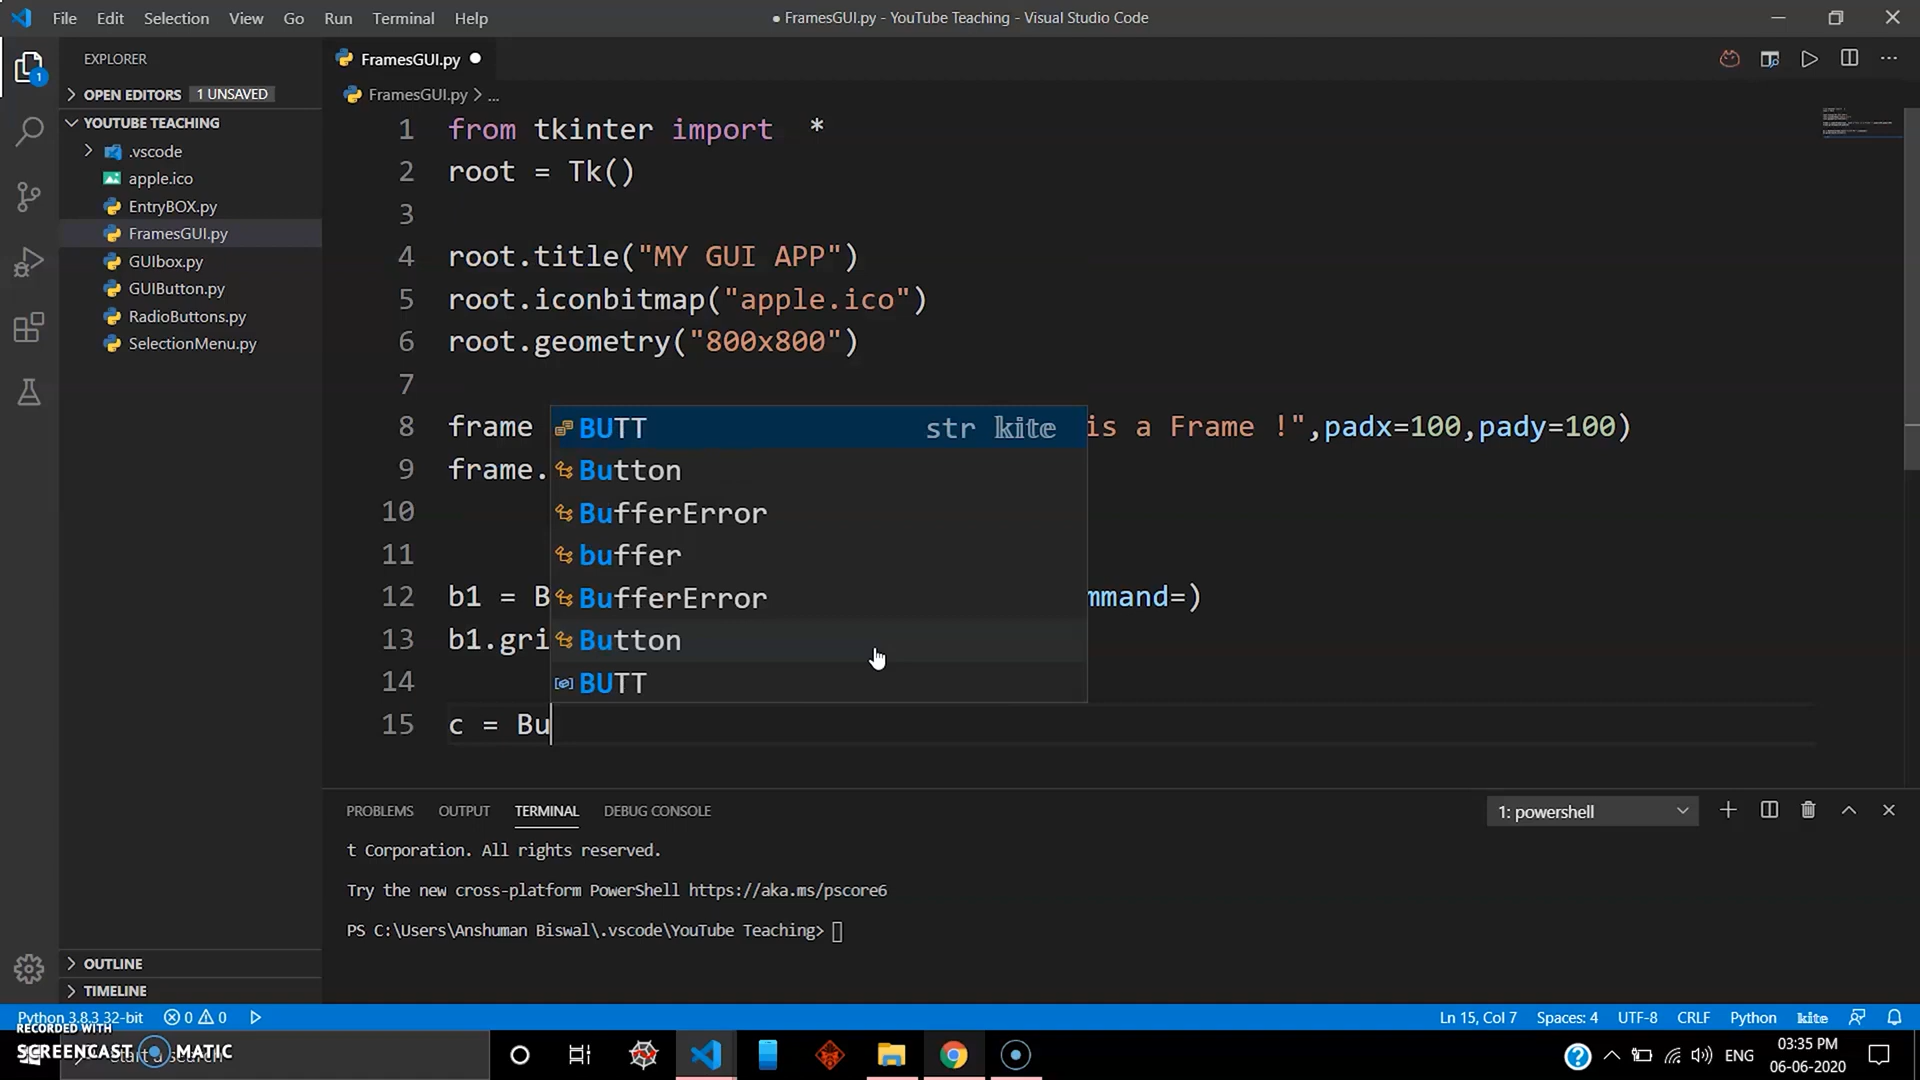 File Edit Selection View Go Run Terminal Help
● FramesGUI.py - YouTube Teaching - Visual Studio Code
EXPLORER
OPEN EDITORS 1 UNSAVED
YOUTUBE TEACHING
.vscode
apple.ico
EntryBOX.py
FramesGUI.py
GUIbox.py
GUIButton.py
RadioButtons.py
SelectionMenu.py
OUTLINE
TIMELINE
1
FramesGUI.py ●
FramesGUI.py > ...
1 from tkinter import *
2 root = Tk()
3
4 root.title("MY GUI APP")
5 root.iconbitmap("apple.ico")
6 root.geometry("800x800")
7
8 frame is a Frame !",padx=100,pady=100)
9 frame.
10
11
12 b1 = B mmand=)
13 b1.gri
14
15 c = Bu
BUTT str kite
Button
BufferError
buffer
BufferError
Button
BUTT
PROBLEMS OUTPUT TERMINAL DEBUG CONSOLE
1: powershell
t Corporation. All rights reserved.
Try the new cross-platform PowerShell https://aka.ms/pscore6
PS C:\Users\Anshuman Biswal\.vscode\YouTube Teaching>
Python 3.8.3 32-bit 0 0
Ln 15, Col 7 Spaces: 4 UTF-8 CRLF Python kite
RECORDED WITH
SCREENCAST MATIC
ENG
03:35 PM
06-06-2020